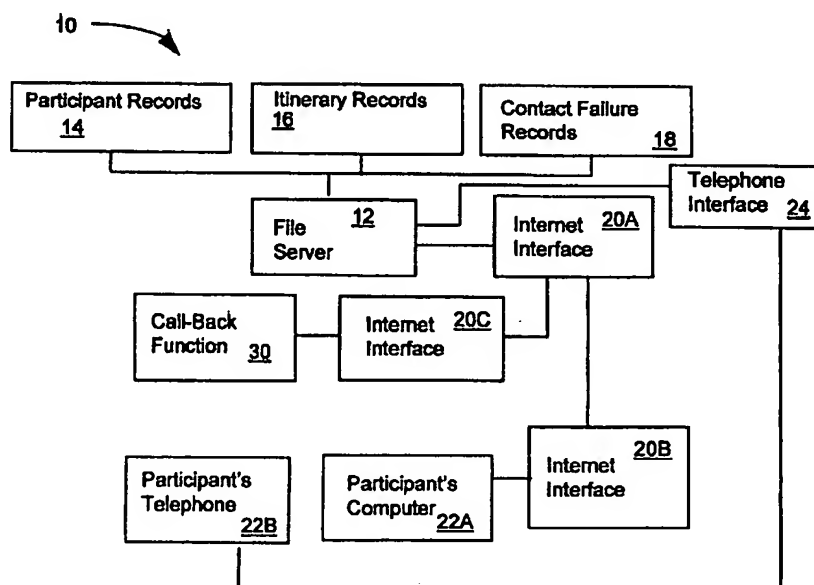 10
Participant Records
14
Itinerary Records
16
Contact Failure
Records
18
Telephone
Interface
24
File
Server
12
Internet
Interface
20A
Call-Back
Function
30
Internet
Interface
20C
Participant's
Telephone
22B
Participant's
Computer
22A
Internet
Interface
20B